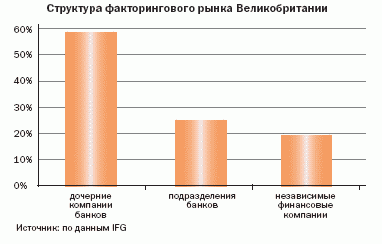 Структура факторингового рынка Великобритании
60%
50%
40%
30%
20%
10%
0%
дочерние
компании
банков
подразделения
банков
независимые
финансовые
компании
Источник: по данным IFG